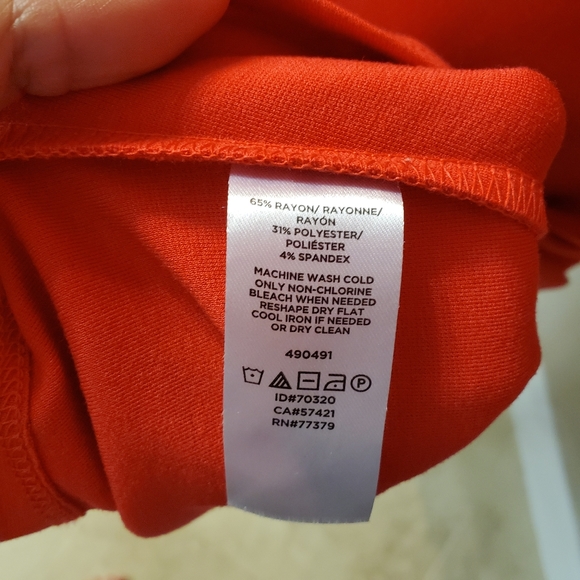 65% RAYON/ RAYONNE/
RAYÓN
31% POLYESTER/
POLIÉSTER
4% SPANDEX
MACHINE WASH COLD
ONLY NON-CHLORINE
BLEACH WHEN NEEDED
RESHAPE DRY FLAT
COOL IRON IF NEEDED
OR DRY CLEAN
490491
P
ID#70320
CA#57421
RN#77379